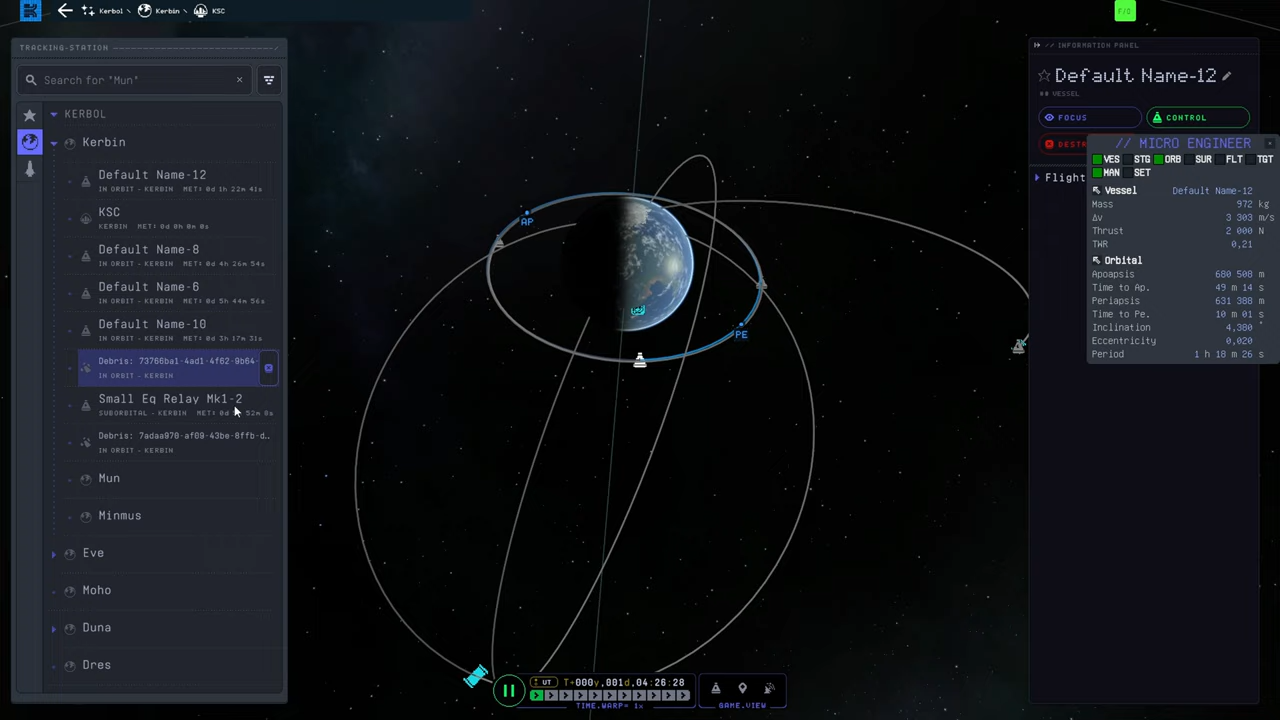 Kerbol
Kerbin
KSC
F/O
TRACKING-STATION
Search for "Mun"
KERBOL
Kerbin
Default Name-12
IN ORBIT - KERBIN MET: 0d 1h 22m 41s
KSC
KERBIN MET: 0d 0h 0m 0s
Default Name-8
IN ORBIT - KERBIN MET: 0d 4h 26m 54s
Default Name-6
IN ORBIT - KERBIN MET: 0d 5h 44m 56s
Default Name-10
IN ORBIT - KERBIN MET: 0d 3h 17m 31s
Debris: 73766ba1-4ad1-4f62-9b64-
IN ORBIT - KERBIN
Small Eq Relay Mk1-2
SUBORBITAL - KERBIN MET: 0d 52m 0s
Debris: 7adaa970-af09-43be-8ffb-d..
IN ORBIT - KERBIN
Mun
Minmus
Eve
Moho
Duna
Dres
AP
PE
UT T+000y,001d,04:26:28
TIME.WARP= 1x
GAME.VIEW
// INFORMATION PANEL
Default Name-12
VESSEL
FOCUS
CONTROL
DESTR
Flight
// MICRO ENGINEER
VES STG ORB SUR FLT TGT
MAN SET
Vessel Default Name-12
Mass 972 kg
Δv 3 303 m/s
Thrust 2 000 N
TWR 0,21
Orbital
Apoapsis 680 508 m
Time to Ap. 49 m 14 s
Periapsis 631 388 m
Time to Pe. 10 m 01 s
Inclination 4,380 °
Eccentricity 0,020
Period 1 h 18 m 26 s